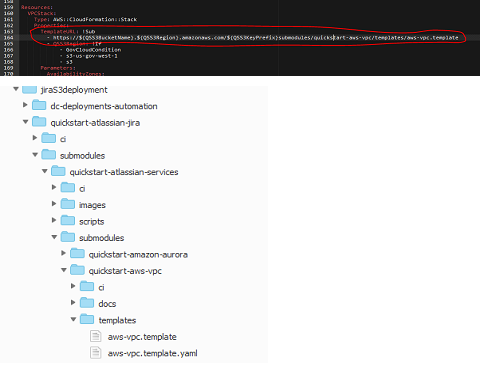 158
159
160 Resources:
161 VPCStack:
162 Type: AWS::CloudFormation::Stack
Properties:
163 TemplateURL: !Sub
164 - https://${QSS3BucketName}.${QSS3Region}.amazonaws.com/${QSS3KeyPrefix}submodules/quickstart-aws-vpc/templates/aws-vpc.template
165 - QSS3Region: !If
166 - GovCloudCondition
167 - s3-us-gov-west-1
168 - s3
169 Parameters:
170 AvailabilityZones:
jiraS3deployment
dc-deployments-automation
quickstart-atlassian-jira
ci
submodules
quickstart-atlassian-services
ci
images
scripts
submodules
quickstart-amazon-aurora
quickstart-aws-vpc
ci
docs
templates
aws-vpc.template
aws-vpc.template.yaml